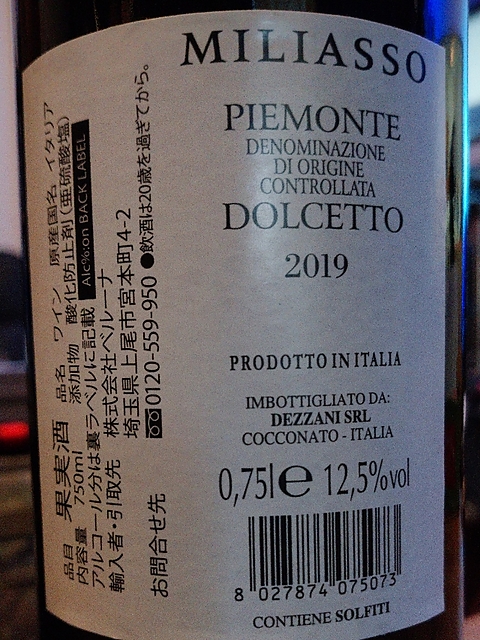 MILIASSO
PIEMONTE
DENOMINAZIONE
DI ORIGINE
CONTROLLATA
DOLCETTO
2019
PRODOTTO IN ITALIA
IMBOTTIGLIATO DA:
DEZZANI SRL
COCCONATO - ITALIA
0,75l e 12,5%vol
8 027874 075073
CONTIENE SOLFITI
品目 果実酒 品名 ワイン 原産国名 イタリア
内容量 750ml 添加物 酸化防止剤(亜硫酸塩)
アルコール分は裏ラベルに記載 Alc%:on BACK LABEL
輸入者・引取先 株式会社ベルーナ
埼玉県上尾市宮本町4-2
お問合せ先 0120-559-950 ●飲酒は20歳を過ぎてから。